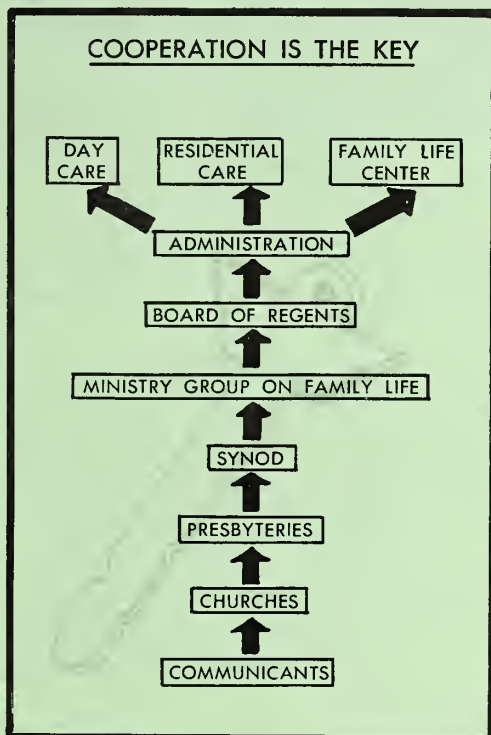 COOPERATION IS THE KEY
DAY
CARE
RESIDENTIAL
CARE
FAMILY LIFE
CENTER
ADMINISTRATION
BOARD OF REGENTS
MINISTRY GROUP ON FAMILY LIFE
SYNOD
PRESBYTERIES
CHURCHES
COMMUNICANTS